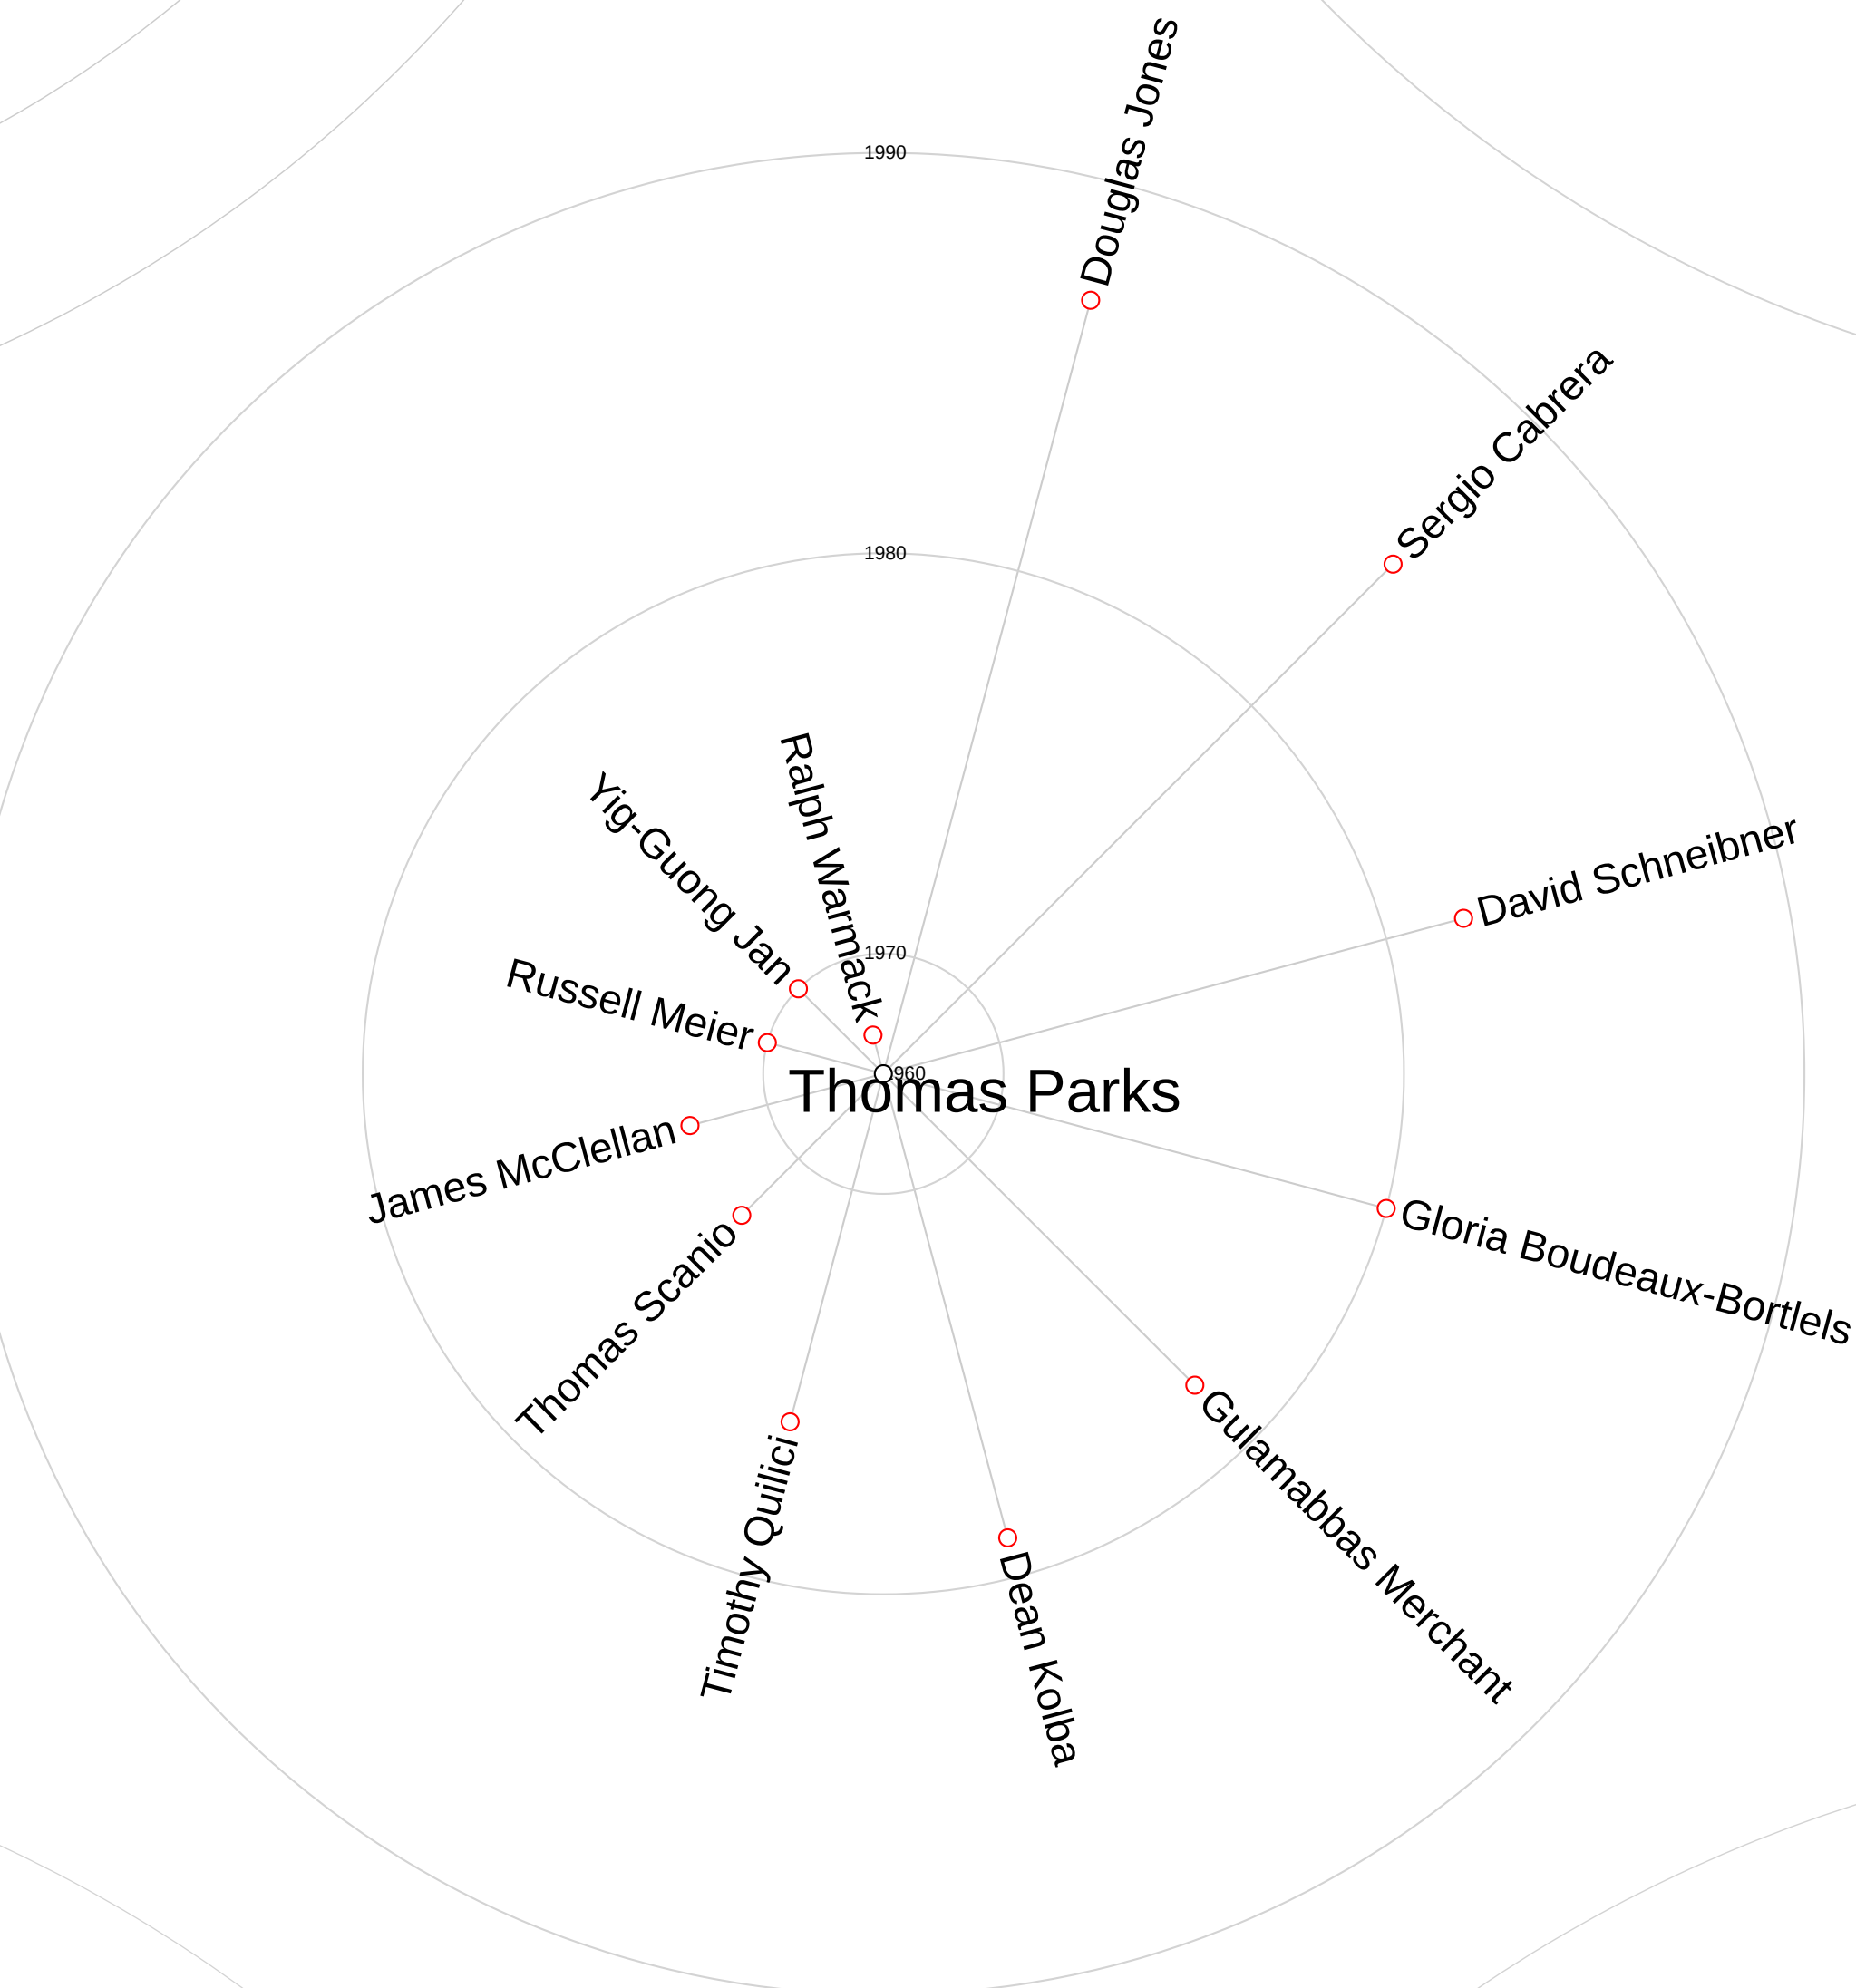 Douglas Jones
1990
Sergio Cabrera
1980
Ralph Warmack
Yig-Guong Jan
David Schneibner
1970
Russell Meier
960
Thomas Parks
James McClellan
Gloria Boudeaux-Bortlels
Thomas Scanio
Gulamabbas Merchant
Timothy Quilici
Dean Kolba